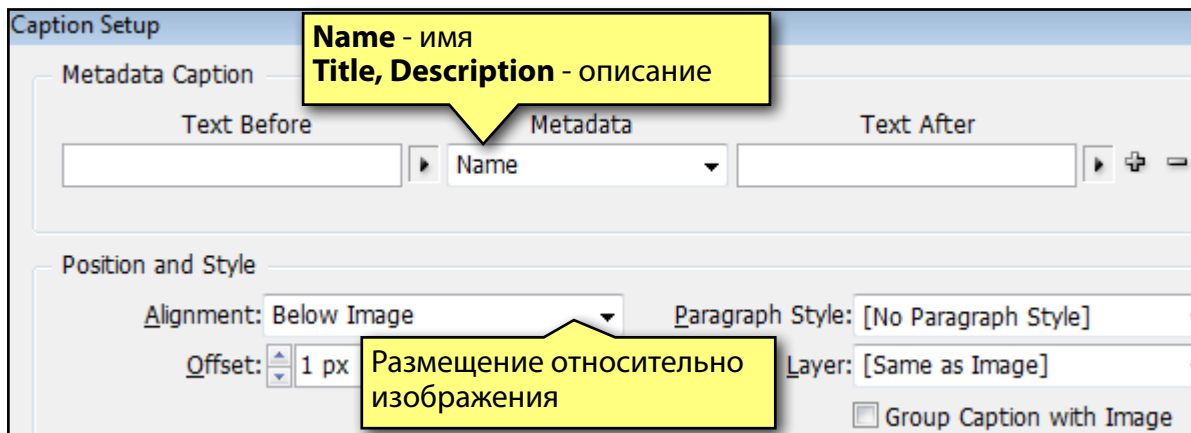 Caption Setup
Name - имя
Title, Description - описание
Metadata Caption
Text Before Metadata Text After
Name
Position and Style
Alignment: Below Image Paragraph Style: [No Paragraph Style]
Offset: 1 px Layer: [Same as Image]
Размещение относительно
изображения
Group Caption with Image